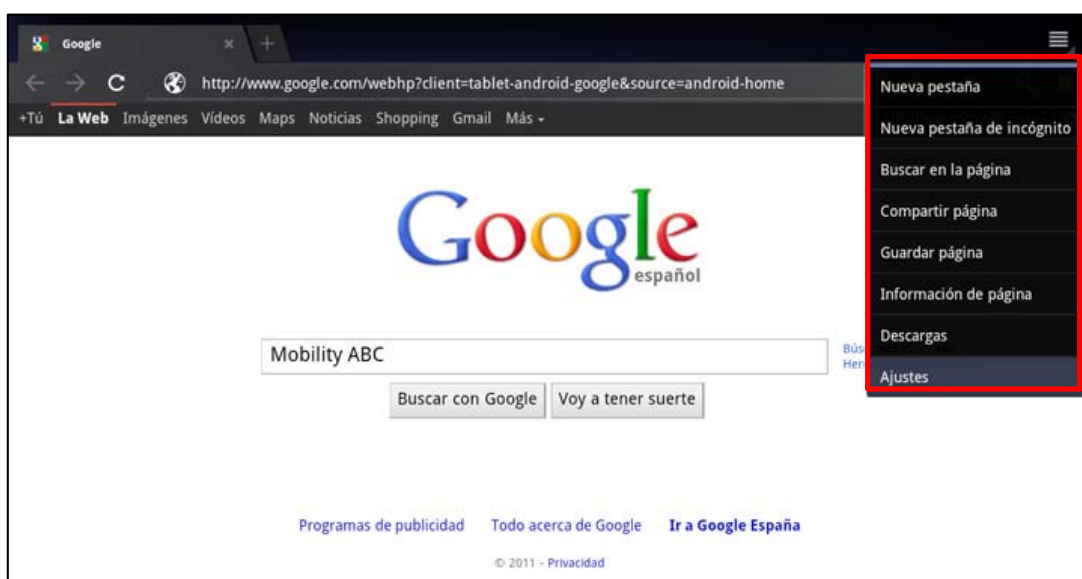 Google
http://www.google.com/webhp?client=tablet-android-google&source=android-home
+Tú La Web Imágenes Vídeos Maps Noticias Shopping Gmail Más
Nueva pestaña
Nueva pestaña de incógnito
Buscar en la página
Compartir página
Guardar página
Información de página
Descargas
Ajustes
Google
español
Mobility ABC
Buscar con Google Voy a tener suerte
Programas de publicidad Todo acerca de Google Ir a Google España
© 2011 - Privacidad